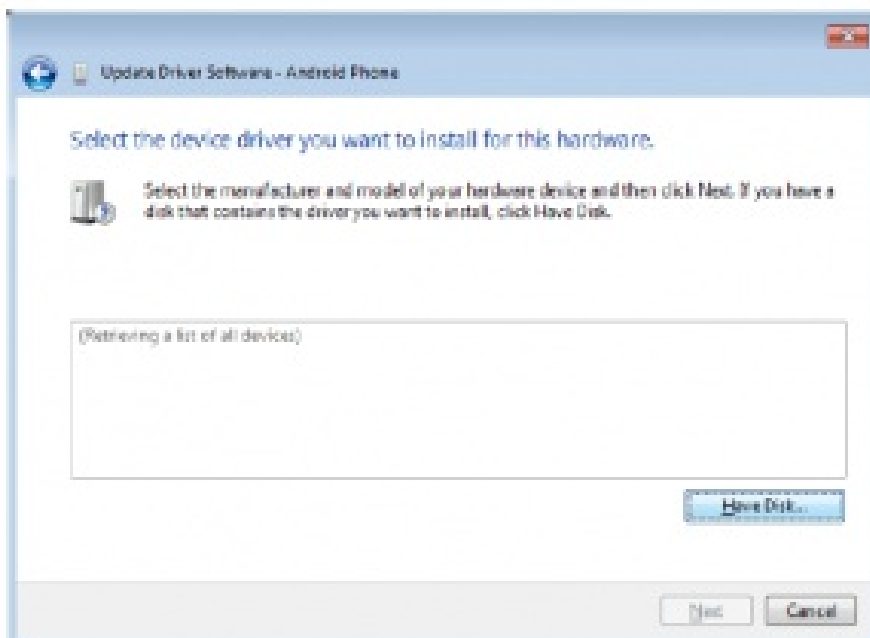 Update Driver Software - Android Phone
Select the device driver you want to install for this hardware.
Select the manufacturer and model of your hardware device and then click Next. If you have a
disk that contains the driver you want to install, click Have Disk.
(Retrieving a list of all devices)
Have Disk...
Next
Cancel